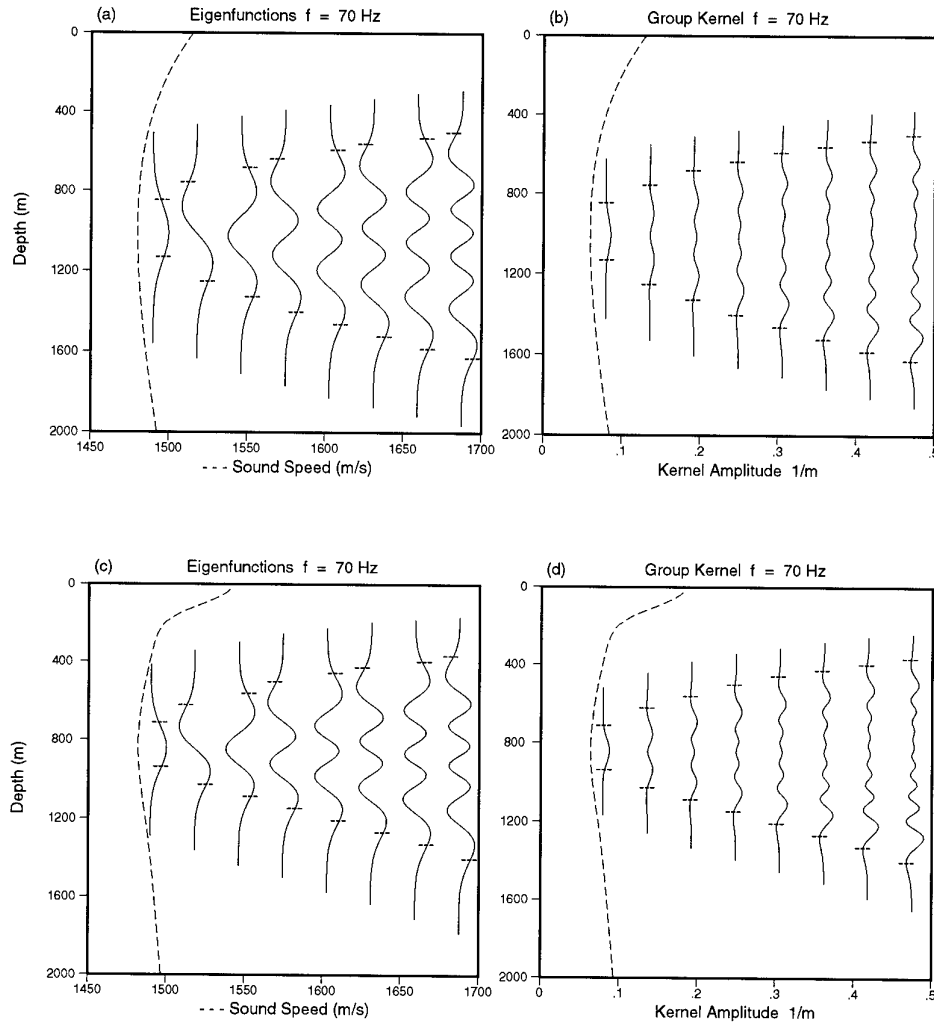 (a) Eigenfunctions f = 70 Hz
0
400
800
1200
1600
2000
Depth (m)
1450 1500 1550 1600 1650 1700
--- Sound Speed (m/s)
(b) Group Kernel f = 70 Hz
0
400
800
1200
1600
2000
0 .1 .2 .3 .4 .5
Kernel Amplitude 1/m
(c) Eigenfunctions f = 70 Hz
0
400
800
1200
1600
2000
Depth (m)
1450 1500 1550 1600 1650 1700
--- Sound Speed (m/s)
(d) Group Kernel f = 70 Hz
0
400
800
1200
1600
2000
0 .1 .2 .3 .4 .5
Kernel Amplitude 1/m